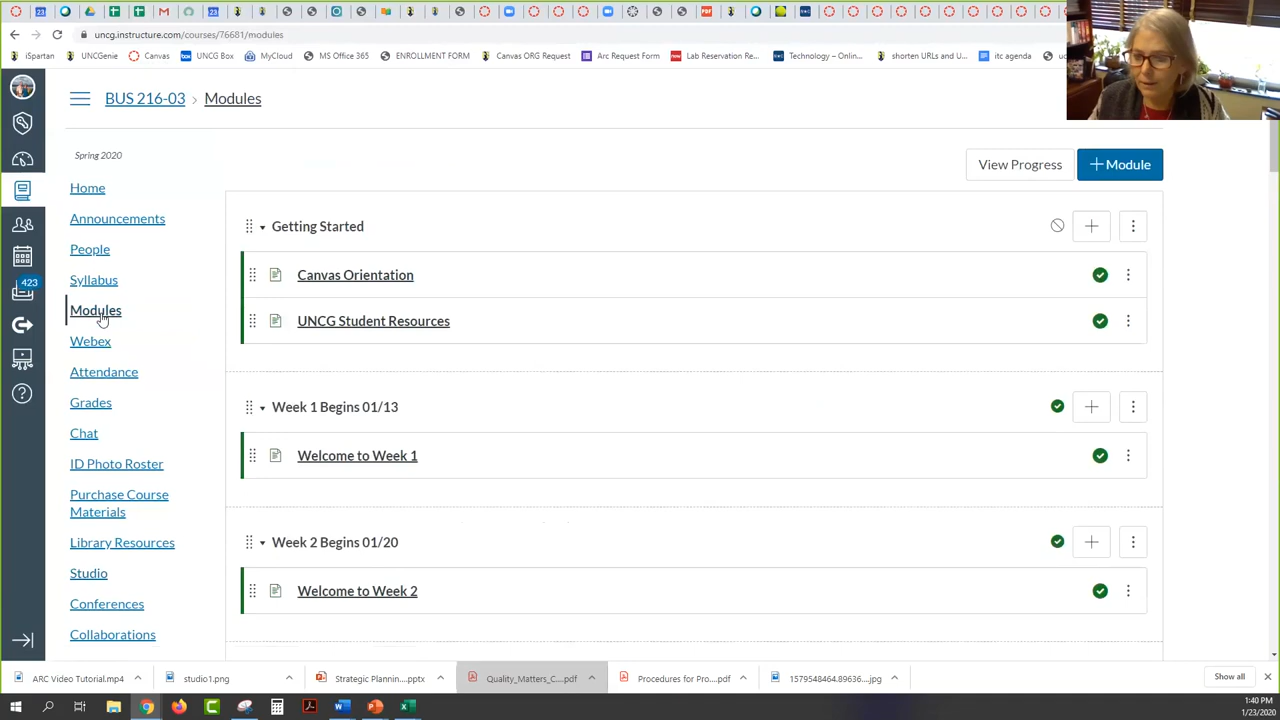 uncg.instructure.com/courses/76681/modules
iSpartan
UNCGenie
Canvas
UNCG Box
MyCloud
MS Office 365
ENROLLMENT FORM
Canvas ORG Request
Arc Request Form
Lab Reservation Re...
Technology – Onlin...
shorten URLs and U...
itc agenda
BUS 216-03 › Modules
Spring 2020
Home
Announcements
People
Syllabus
Modules
Webex
Attendance
Grades
Chat
ID Photo Roster
Purchase Course
Materials
Library Resources
Studio
Conferences
Collaborations
423
View Progress
+ Module
Getting Started
Canvas Orientation
UNCG Student Resources
Week 1 Begins 01/13
Welcome to Week 1
Week 2 Begins 01/20
Welcome to Week 2
ARC Video Tutorial.mp4
studio1.png
Strategic Plannin....pptx
Quality_Matters_C....pdf
Procedures for Pro....pdf
1579548464.89636....jpg
Show all
1:40 PM
1/23/2020